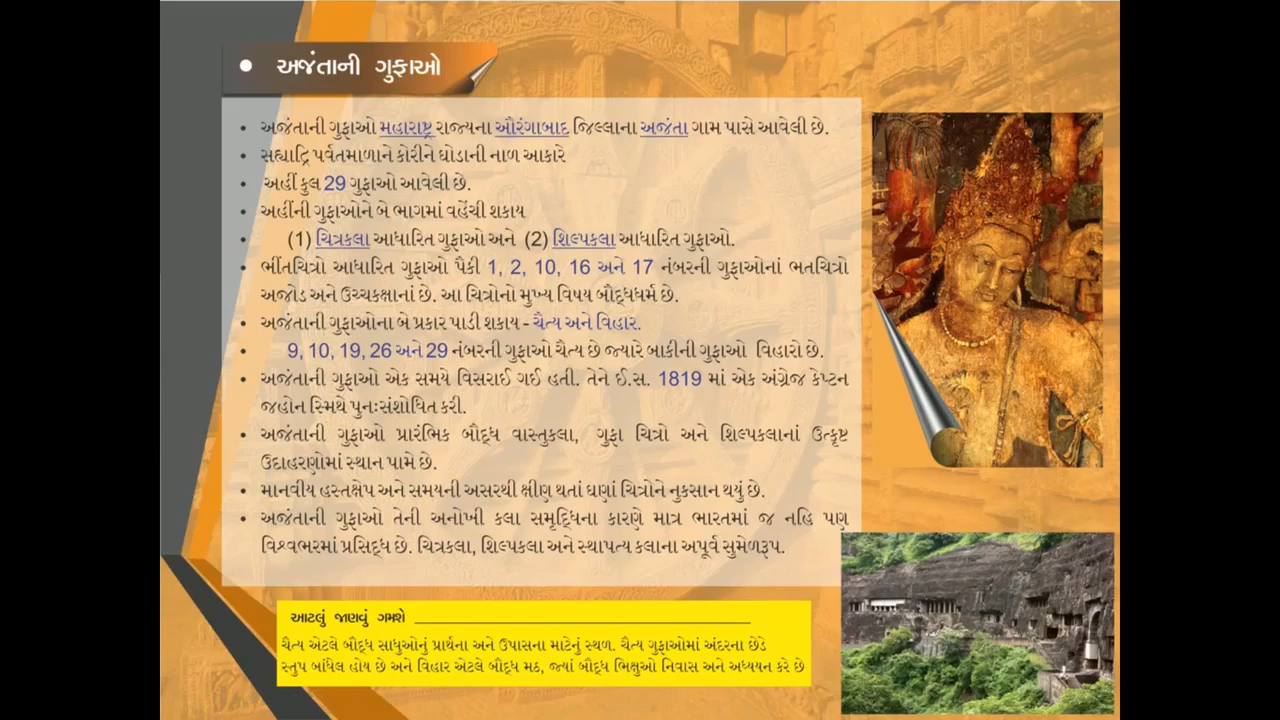 • અજંતાની ગુફાઓ
• અજંતાની ગુફાઓ મહારાષ્ટ્ર રાજ્યના ઔરંગાબાદ જિલ્લાના અજંતા ગામ પાસે આવેલી છે.
• સહ્યાદ્રિ પર્વતમાળાને કોરીને ઘોડાની નાળ આકારે
• અહીં કુલ 29 ગુફાઓ આવેલી છે.
• અહીંની ગુફાઓને બે ભાગમાં વહેંચી શકાય
• (1) ચિત્રકલા આધારિત ગુફાઓ અને (2) શિલ્પકલા આધારિત ગુફાઓ.
• ભીંતચિત્રો આધારિત ગુફાઓ પૈકી 1, 2, 10, 16 અને 17 નંબરની ગુફાઓનાં ભતચિત્રો
અજોડ અને ઉચ્ચકક્ષાનાં છે. આ ચિત્રોનો મુખ્ય વિષય બૌદ્ધધર્મ છે.
• અજંતાની ગુફાઓના બે પ્રકાર પાડી શકાય - ચૈત્ય અને વિહાર.
• 9, 10, 19, 26 અને 29 નંબરની ગુફાઓ ચૈત્ય છે જ્યારે બાકીની ગુફાઓ વિહારો છે.
• અજંતાની ગુફાઓ એક સમયે વિસરાઈ ગઈ હતી. તેને ઈ.સ. 1819 માં એક અંગ્રેજ કેપ્ટન
જહોન સ્મિથે પુનઃસંશોધિત કરી.
• અજંતાની ગુફાઓ પ્રારંભિક બૌદ્ધ વાસ્તુકલા, ગુફા ચિત્રો અને શિલ્પકલાનાં ઉત્કૃષ્ટ
ઉદાહરણોમાં સ્થાન પામે છે.
• માનવીય હસ્તક્ષેપ અને સમયની અસરથી ક્ષીણ થતાં ઘણાં ચિત્રોને નુકસાન થયું છે.
• અજંતાની ગુફાઓ તેની અનોખી કલા સમૃદ્ધિના કારણે માત્ર ભારતમાં જ નહિ પણ
વિશ્વભરમાં પ્રસિદ્ધ છે. ચિત્રકલા, શિલ્પકલા અને સ્થાપત્ય કલાના અપૂર્વ સુમેળરૂપ.
આટલું જાણવું ગમશે
ચૈત્ય એટલે બૌદ્ધ સાધુઓનું પ્રાર્થના અને ઉપાસના માટેનું સ્થળ. ચૈત્ય ગુફાઓમાં અંદરના છેડે
સ્તુપ બાંધેલ હોય છે અને વિહાર એટલે બૌદ્ધ મઠ, જ્યાં બૌદ્ધ ભિક્ષુઓ નિવાસ અને અધ્યયન કરે છે